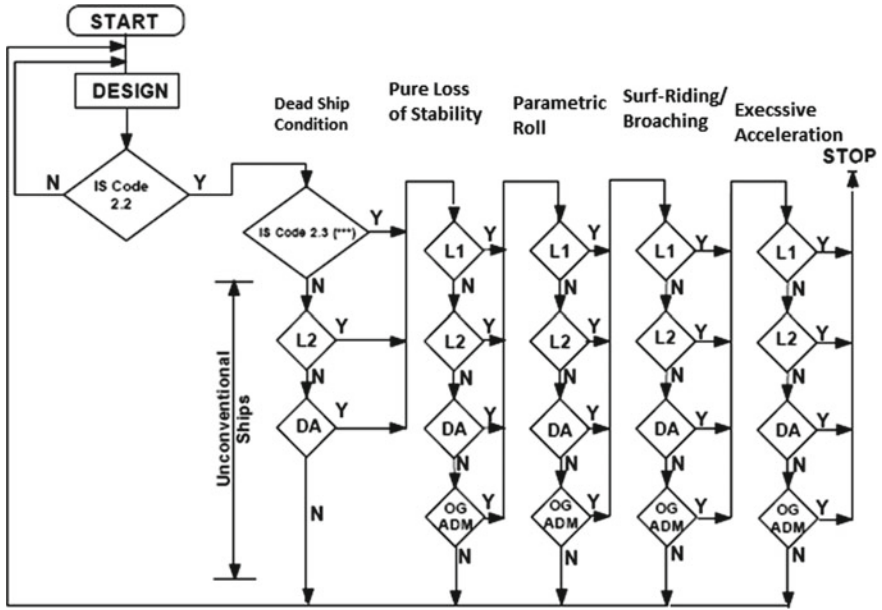 START
DESIGN
N
IS Code
2.2
Y
Dead Ship
Condition
IS Code 2.3 (***)
Y
N
L2
Y
N
DA
Y
N
Unconventional
Ships
Pure Loss
of Stability
L1
Y
N
L2
Y
N
DA
Y
N
OG
ADM
Y
N
Parametric
Roll
L1
Y
N
L2
Y
N
DA
Y
N
OG
ADM
Y
N
Surf-Riding/
Broaching
L1
Y
N
L2
Y
N
DA
Y
N
OG
ADM
Y
N
Execssive
Acceleration
STOP
L1
Y
N
L2
Y
N
DA
Y
N
OG
ADM
Y
N